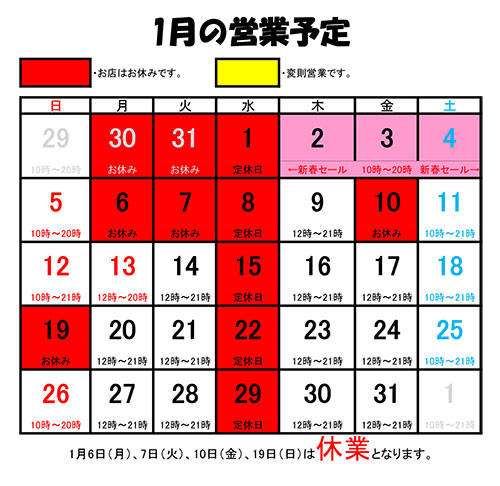 1月の営業予定
・お店はお休みです。 ・変則営業です。
日 月 火 水 木 金 土
29 30 31 1 2 3 4
10時～20時 お休み お休み 定休日 ←新春セール 10時～20時 新春セール→
5 6 7 8 9 10 11
10時～20時 お休み お休み 定休日 12時～21時 お休み 10時～21時
12 13 14 15 16 17 18
10時～21時 12時～20時 12時～21時 定休日 12時～21時 12時～21時 10時～21時
19 20 21 22 23 24 25
お休み 12時～21時 12時～21時 定休日 12時～21時 12時～21時 10時～21時
26 27 28 29 30 31 1
10時～20時 12時～21時 12時～21時 定休日 12時～21時 12時～21時 10時～21時
1月6日(月)、7日(火)、10日(金)、19日(日)は休業となります。